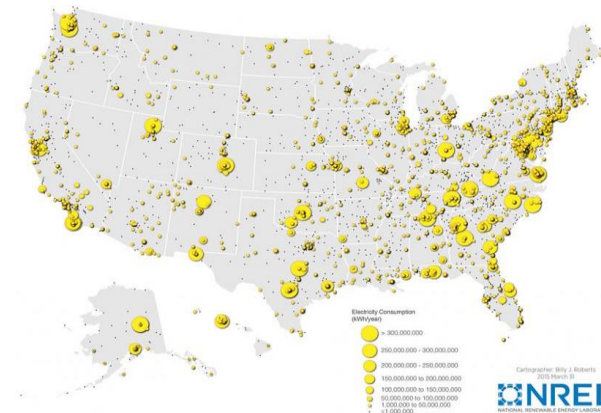 Electricity Consumption
(kWh/year)
> 300,000,000
250,000,000 - 300,000,000
200,000,000 - 250,000,000
150,000,000 to 200,000,000
100,000,000 to 150,000,000
50,000,000 to 100,000,000
1,000,000 to 50,000,000
<1,000,000
Cartographer: Billy J. Roberts
2015 March 31
NREL
NATIONAL RENEWABLE ENERGY LABORA